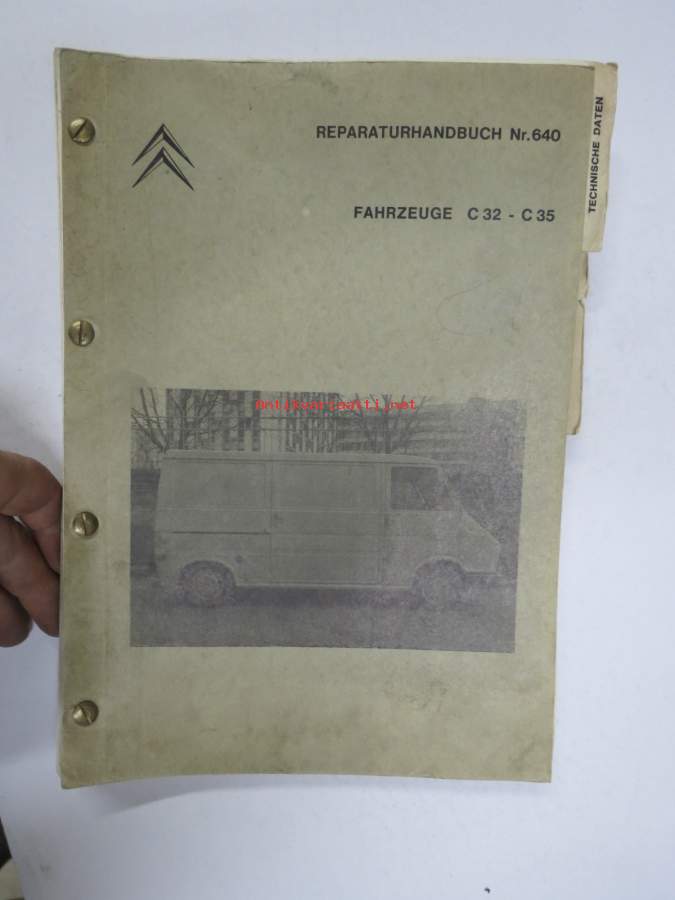 REPARATURHANDBUCH Nr. 640
FAHRZEUGE C 32 - C 35
TECHNISCHE DATEN
Antikvariaatti.net